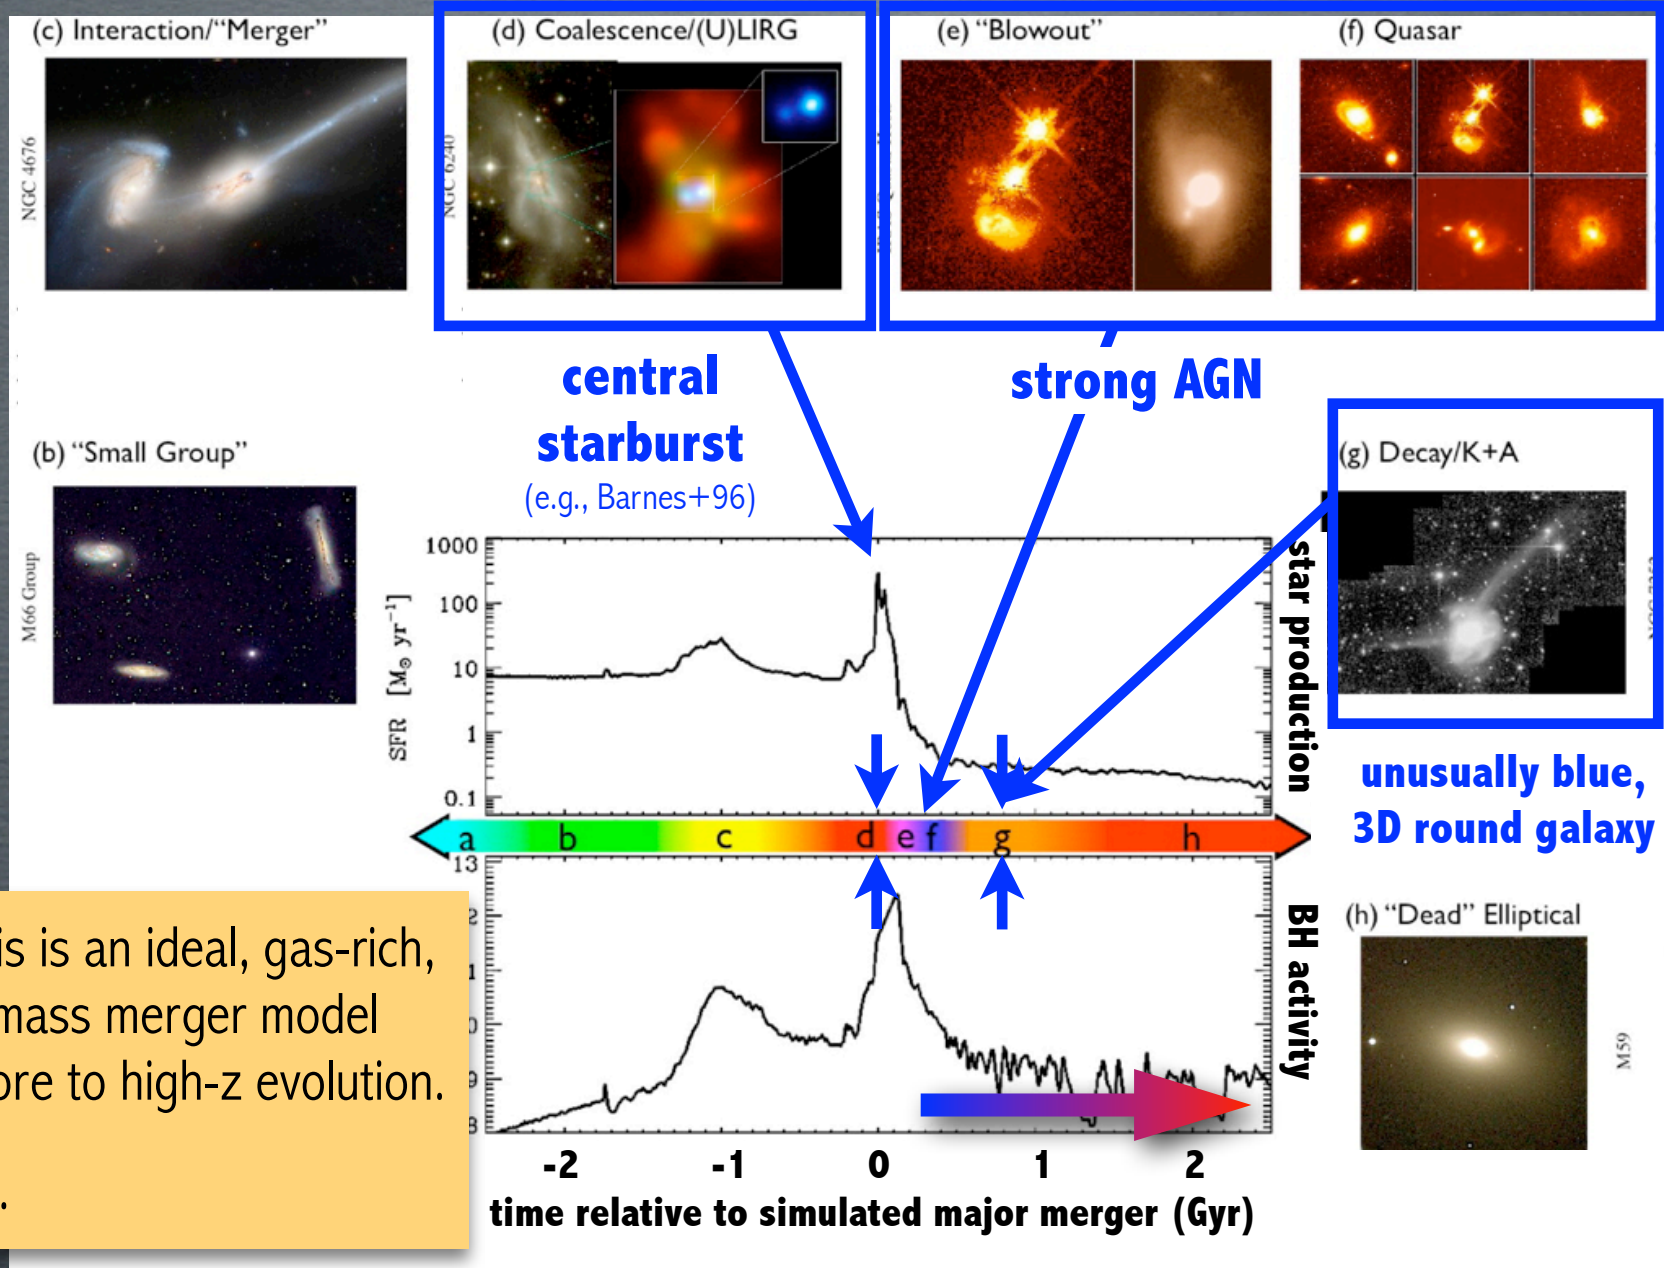 (c) Interaction/“Merger”
(d) Coalescence/(U)LIRG
(e) “Blowout”
(f) Quasar
NGC 4676
NGC 6240
central
starburst
(e.g., Barnes+96)
strong AGN
(b) “Small Group”
M66 Group
(g) Decay/K+A
unusually blue,
3D round galaxy
1000
100
10
1
0.1
SFR [M☉ yr⁻¹]
star production
a b c d e f g h
13
BH activity
is is an ideal, gas-rich,
mass merger model
ore to high-z evolution.
.
(h) “Dead” Elliptical
M59
-2 -1 0 1 2
time relative to simulated major merger (Gyr)